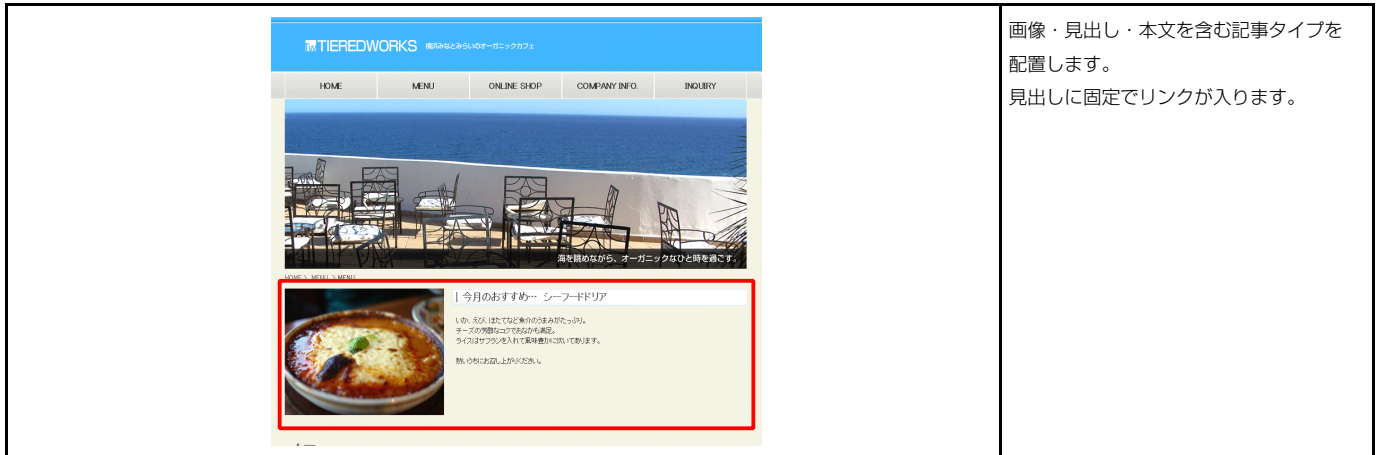 TIEREDWORKS 横浜みなとみらいのオーガニックカフェ
HOME MENU ONLINE SHOP COMPANY INFO. INQUIRY
海を眺めながら、オーガニックなひと時を過ごす。
HOME > MENU > MENU
今月のおすすめ… シーフードドリア
いか、えび、ほたてなど魚介のうまみがたっぷり。
チーズの芳醇なコクでおなかも満足。
ライスはサフランを入れて風味豊かに炊いてあります。
熱いうちにお召し上がりください。
画像・見出し・本文を含む記事タイプを
配置します。
見出しに固定でリンクが入ります。